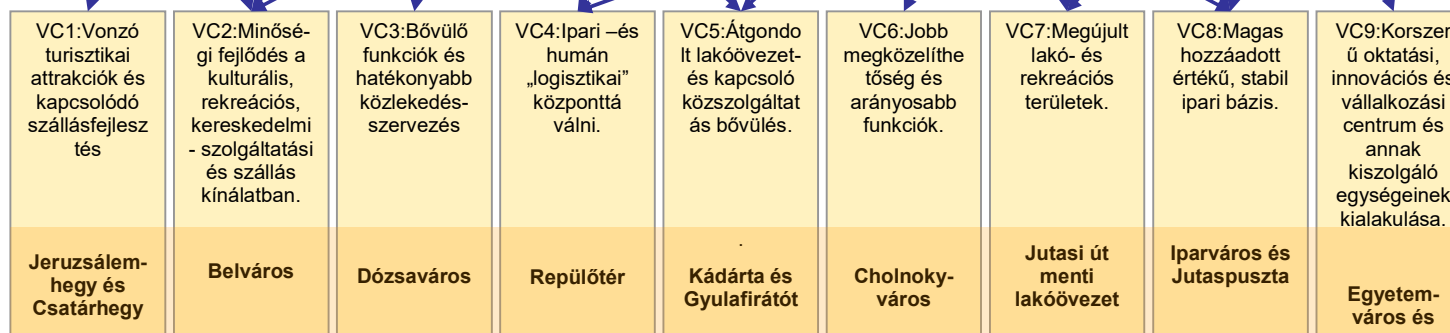 VC1:Vonzó
turisztikai
attrakciók és
kapcsolódó
szállásfejlesz
tés
Jeruzsálem-
hegy és
Csatárhegy
VC2:Minősé-
gi fejlődés a
kulturális,
rekreációs,
kereskedelmi
- szolgáltatási
és szállás
kínálatban.
Belváros
VC3:Bővülő
funkciók és
hatékonyabb
közlekedés-
szervezés
Dózsaváros
VC4:Ipari –és
humán
„logisztikai”
központtá
válni.
Repülőtér
VC5:Átgondo
lt lakóövezet-
és kapcsoló
közszolgáltat
ás bővülés.
.
Kádárta és
Gyulafirátót
VC6:Jobb
megközelíthe
tőség és
arányosabb
funkciók.
Cholnoky-
város
VC7:Megújult
lakó- és
rekreációs
területek.
Jutasi út
menti
lakóövezet
VC8:Magas
hozzáadott
értékű, stabil
ipari bázis.
Iparváros és
Jutaspuszta
VC9:Korszer
ű oktatási,
innovációs és
vállalkozási
centrum és
annak
kiszolgáló
egységeinek
kialakulása.
Egyetem-
város és